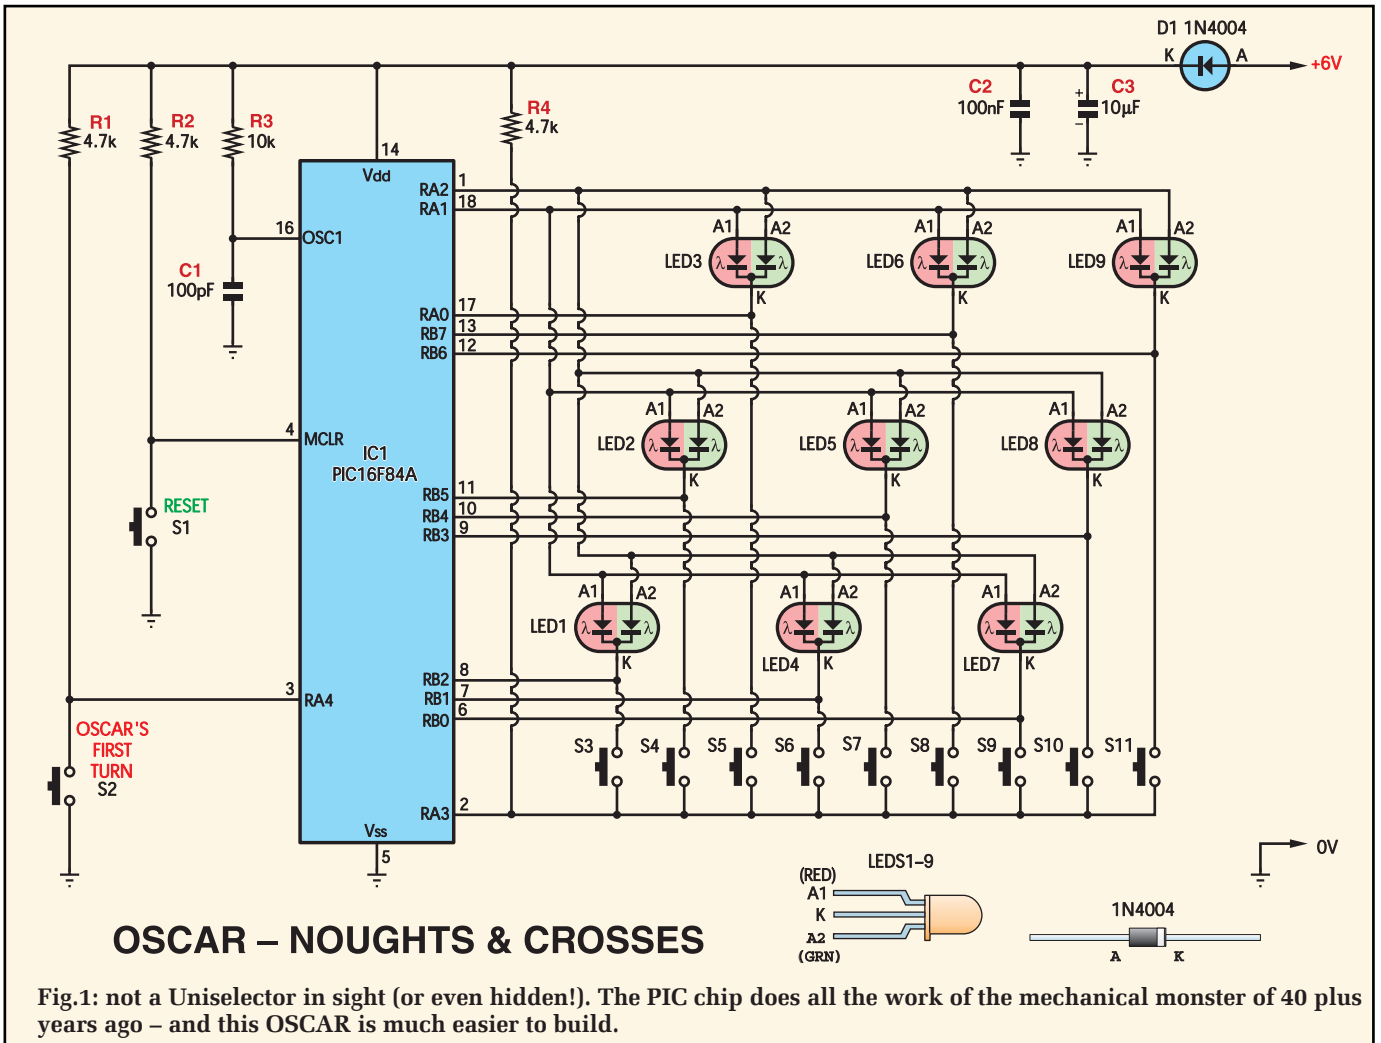 D1 1N4004
K
A
+6V
C2
100nF
+
C3
10µF
–
R1
4.7k
R2
4.7k
R3
10k
R4
4.7k
14
Vdd
RA2
1
RA1
18
16
OSC1
C1
100pF
A1
A2
LED3
λ
λ
K
A1
A2
LED6
λ
λ
K
A1
A2
LED9
λ
λ
K
RA0
17
RB7
13
RB6
12
4
MCLR
IC1
PIC16F84A
A1
A2
LED2
λ
λ
K
A1
A2
LED5
λ
λ
K
A1
A2
LED8
λ
λ
K
RB5
11
RB4
10
RB3
9
RESET
S1
A1
A2
LED1
λ
λ
K
A1
A2
LED4
λ
λ
K
A1
A2
LED7
λ
λ
K
RB2
8
RB1
7
RB0
6
3
RA4
OSCAR'S
FIRST
TURN
S2
S3
S4
S5
S6
S7
S8
S9
S10
S11
RA3
2
Vss
5
0V
LEDS1–9
(RED)
A1
K
A2
(GRN)
1N4004
A
K
OSCAR – NOUGHTS & CROSSES
Fig.1: not a Uniselector in sight (or even hidden!). The PIC chip does all the work of the mechanical monster of 40 plus
years ago – and this OSCAR is much easier to build.